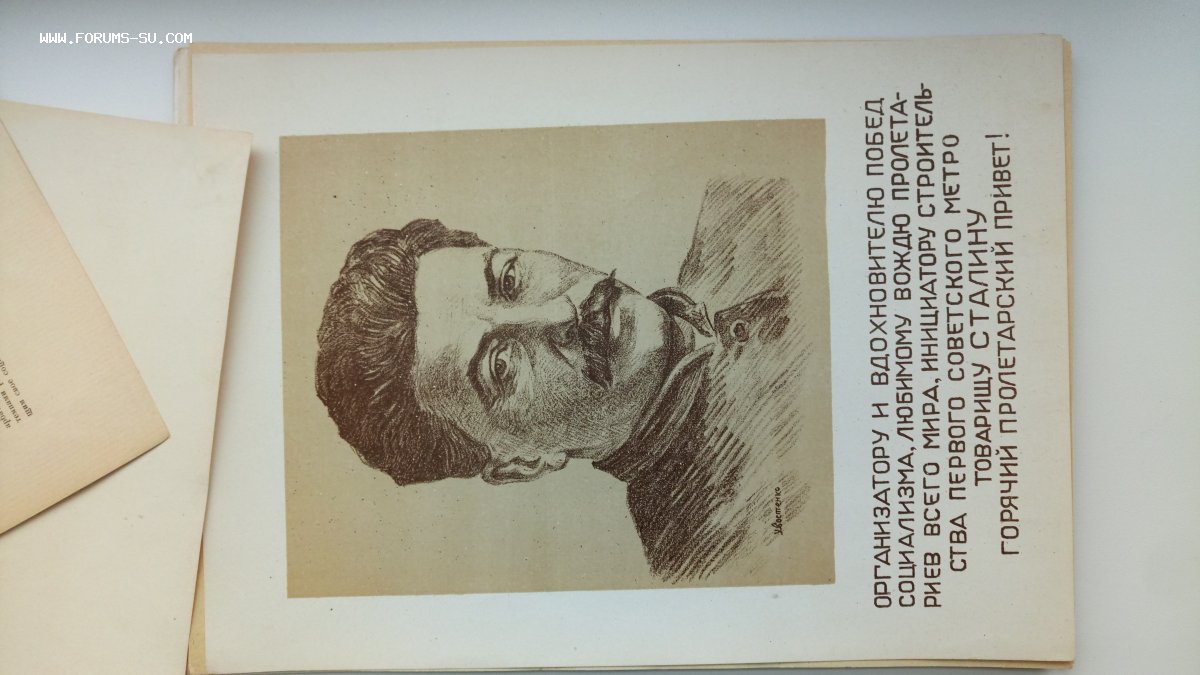 WWW.FORUMS-SU.COM
Хвостенко
ОРГАНИЗАТОРУ И ВДОХНОВИТЕЛЮ ПОБЕД
СОЦИАЛИЗМА, ЛЮБИМОМУ ВОЖДЮ ПРОЛЕТА-
РИЕВ ВСЕГО МИРА, ИНИЦИАТОРУ СТРОИТЕЛЬ-
СТВА ПЕРВОГО СОВЕТСКОГО МЕТРО
ТОВАРИЩУ СТАЛИНУ
ГОРЯЧИЙ ПРОЛЕТАРСКИЙ ПРИВЕТ!